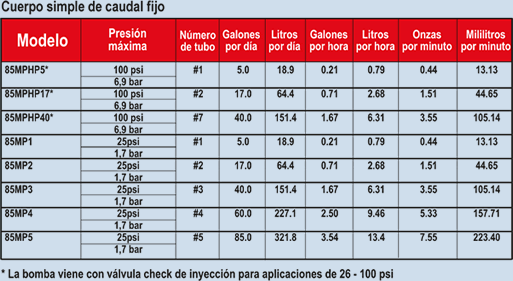 Cuerpo simple de caudal fijo
Modelo Presión máxima Número de tubo Galones por día Litros por día Galones por hora Litros por hora Onzas por minuto Mililitros por minuto
85MPHP5* 100 psi #1 5.0 18.9 0.21 0.79 0.44 13.13
6,9 bar
85MPHP17* 100 psi #2 17.0 64.4 0.71 2.68 1.51 44.65
6,9 bar
85MPHP40* 100 psi #7 40.0 151.4 1.67 6.31 3.55 105.14
6,9 bar
85MP1 25psi #1 5.0 18.9 0.21 0.79 0.44 13.13
1,7 bar
85MP2 25psi #2 17.0 64.4 0.71 2.68 1.51 44.65
1,7 bar
85MP3 25psi #3 40.0 151.4 1.67 6.31 3.55 105.14
1,7 bar
85MP4 25psi #4 60.0 227.1 2.50 9.46 5.33 157.71
1,7 bar
85MP5 25psi #5 85.0 321.8 3.54 13.4 7.55 223.40
1,7 bar
* La bomba viene con válvula check de inyección para aplicaciones de 26 - 100 psi